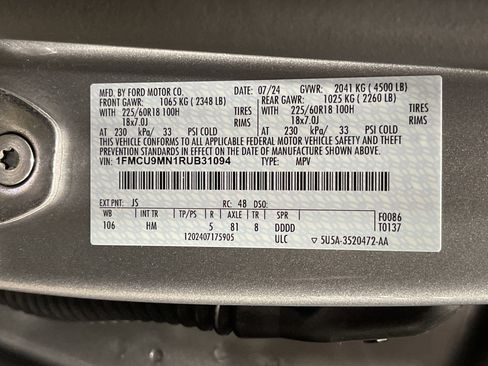 MFD. BY FORD MOTOR CO. 07/24 GVWR: 2041 KG ( 4500 LB)
FRONT GAWR: 1065 KG ( 2348 LB) REAR GAWR: 1025 KG ( 2260 LB)
WITH 225/60R18 100H WITH 225/60R18 100H
18x7.0J 18x7.0J
AT 230 kPa/ 33 PSI COLD AT 230 kPa/ 33 PSI COLD
THIS VEHICLE CONFORMS TO ALL APPLICABLE FEDERAL MOTOR VEHICLE SAFETY
AND THEFT PREVENTION STANDARDS IN EFFECT ON THE DATE OF MANUFACTURE SHOWN ABOVE.
VIN: 1FMCU9MN1RUB31094 TYPE: MPV
EXT PNT: JS RC: 48 DSO:
WB INT TR TP/PS R AXLE TR SPR F0086
106 HM 5 81 8 DDDD T0137
1202407175905 ULC 5U5A-3520472-AA